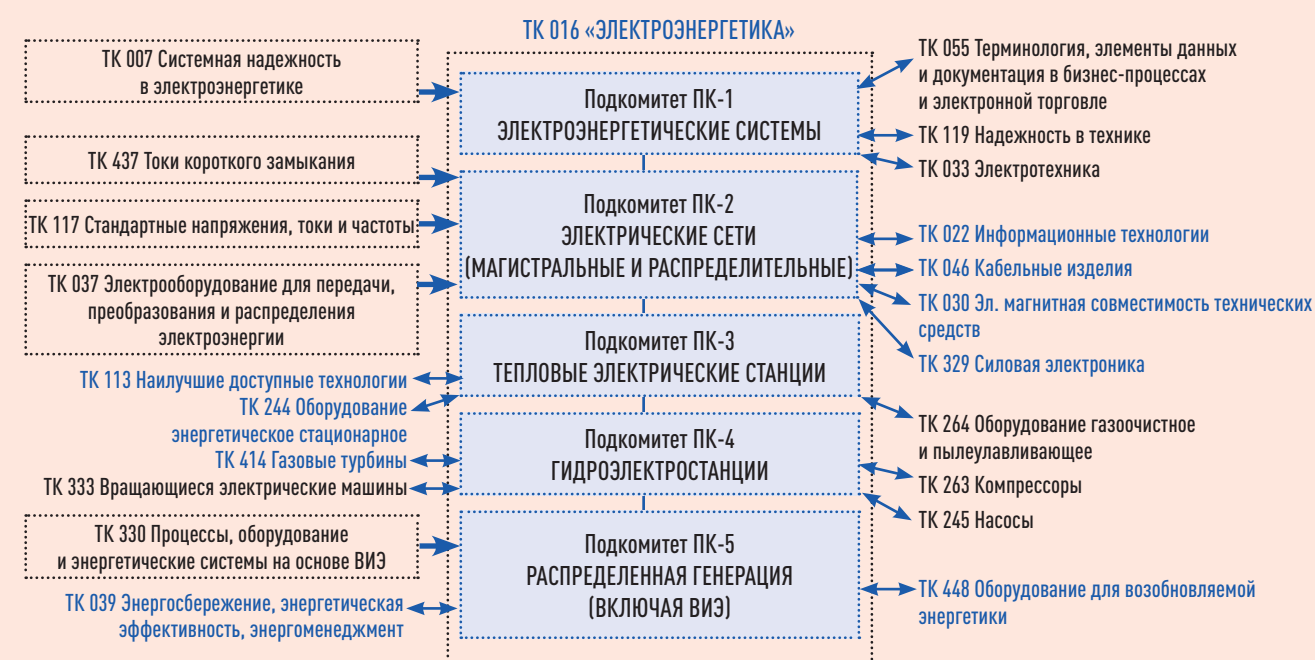 ТК 016 «ЭЛЕКТРОЭНЕРГЕТИКА»
ТК 007 Системная надежность
в электроэнергетике
ТК 437 Токи короткого замыкания
ТК 117 Стандартные напряжения, токи и частоты
ТК 037 Электрооборудование для передачи,
преобразования и распределения
электроэнергии
ТК 113 Наилучшие доступные технологии
ТК 244 Оборудование
энергетическое стационарное
ТК 414 Газовые турбины
ТК 333 Вращающиеся электрические машины
ТК 330 Процессы, оборудование
и энергетические системы на основе ВИЭ
ТК 039 Энергосбережение, энергетическая
эффективность, энергоменеджмент
Подкомитет ПК-1
ЭЛЕКТРОЭНЕРГЕТИЧЕСКИЕ СИСТЕМЫ
Подкомитет ПК-2
ЭЛЕКТРИЧЕСКИЕ СЕТИ
(МАГИСТРАЛЬНЫЕ И РАСПРЕДЕЛИТЕЛЬНЫЕ)
Подкомитет ПК-3
ТЕПЛОВЫЕ ЭЛЕКТРИЧЕСКИЕ СТАНЦИИ
Подкомитет ПК-4
ГИДРОЭЛЕКТРОСТАНЦИИ
Подкомитет ПК-5
РАСПРЕДЕЛЕННАЯ ГЕНЕРАЦИЯ
(ВКЛЮЧАЯ ВИЭ)
ТК 055 Терминология, элементы данных
и документация в бизнес-процессах
и электронной торговле
ТК 119 Надежность в технике
ТК 033 Электротехника
ТК 022 Информационные технологии
ТК 046 Кабельные изделия
ТК 030 Эл. магнитная совместимость технических
средств
ТК 329 Силовая электроника
ТК 264 Оборудование газоочистное
и пылеулавливающее
ТК 263 Компрессоры
ТК 245 Насосы
ТК 448 Оборудование для возобновляемой
энергетики